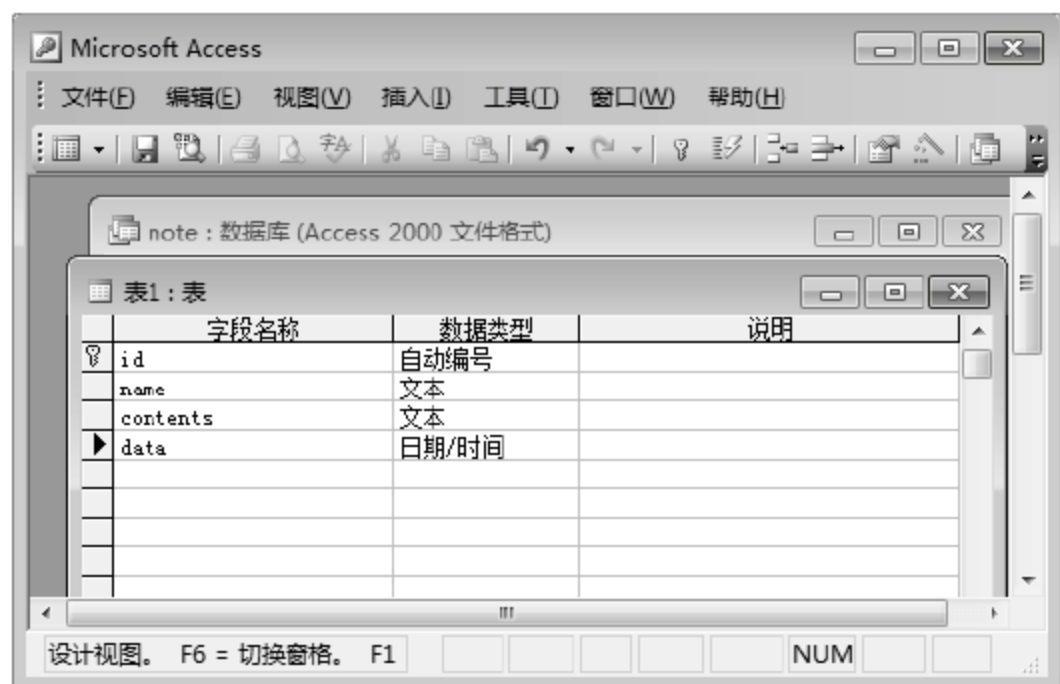 Microsoft Access
文件(F) 编辑(E) 视图(V) 插入(I) 工具(T) 窗口(W) 帮助(H)
note : 数据库 (Access 2000 文件格式)
表1 : 表
字段名称 数据类型 说明
id 自动编号
name 文本
contents 文本
data 日期/时间
设计视图。 F6 = 切换窗格。 F1 NUM